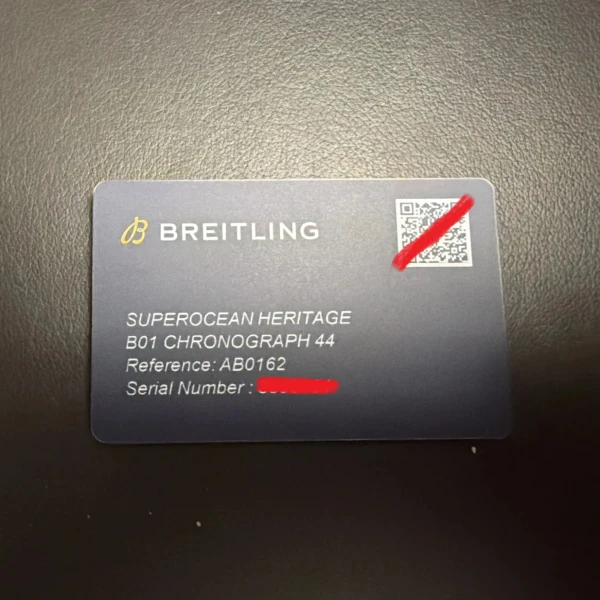 BREITLING
SUPEROCEAN HERITAGE
B01 CHRONOGRAPH 44
Reference: AB0162
Serial Number :